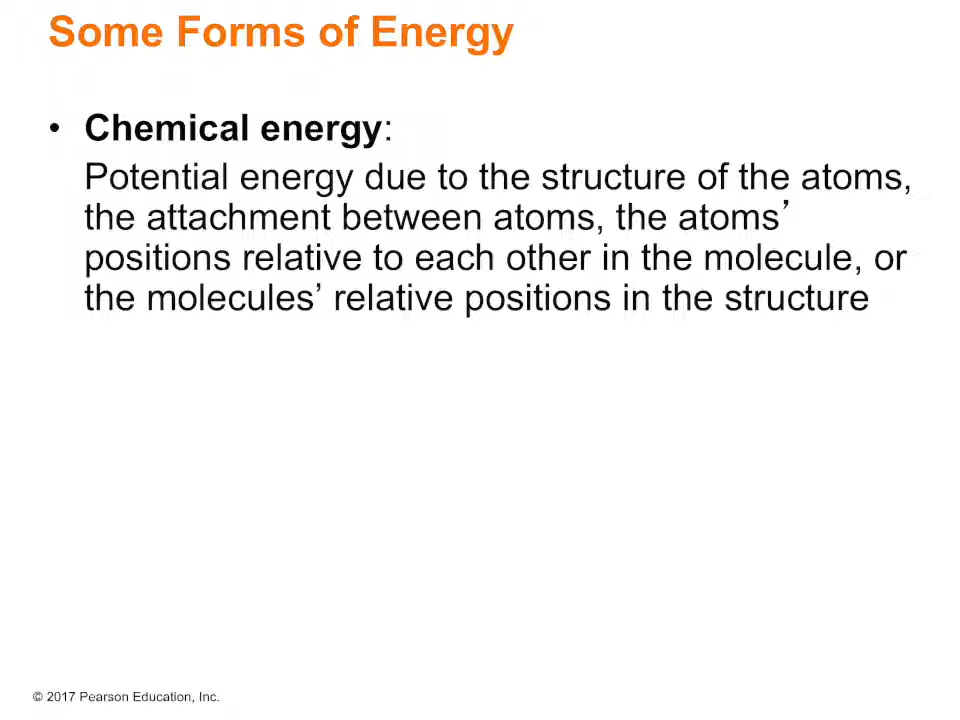 Some Forms of Energy
• Chemical energy:
Potential energy due to the structure of the atoms,
the attachment between atoms, the atoms’
positions relative to each other in the molecule, or
the molecules’ relative positions in the structure
© 2017 Pearson Education, Inc.